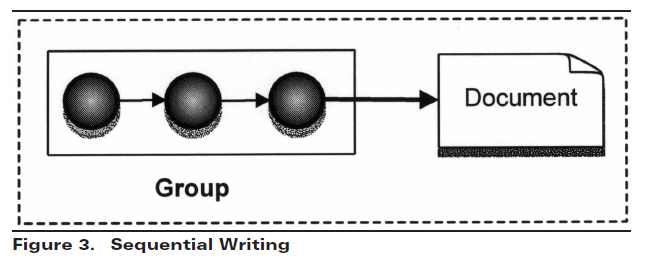 Document
Group
Figure 3. Sequential Writing